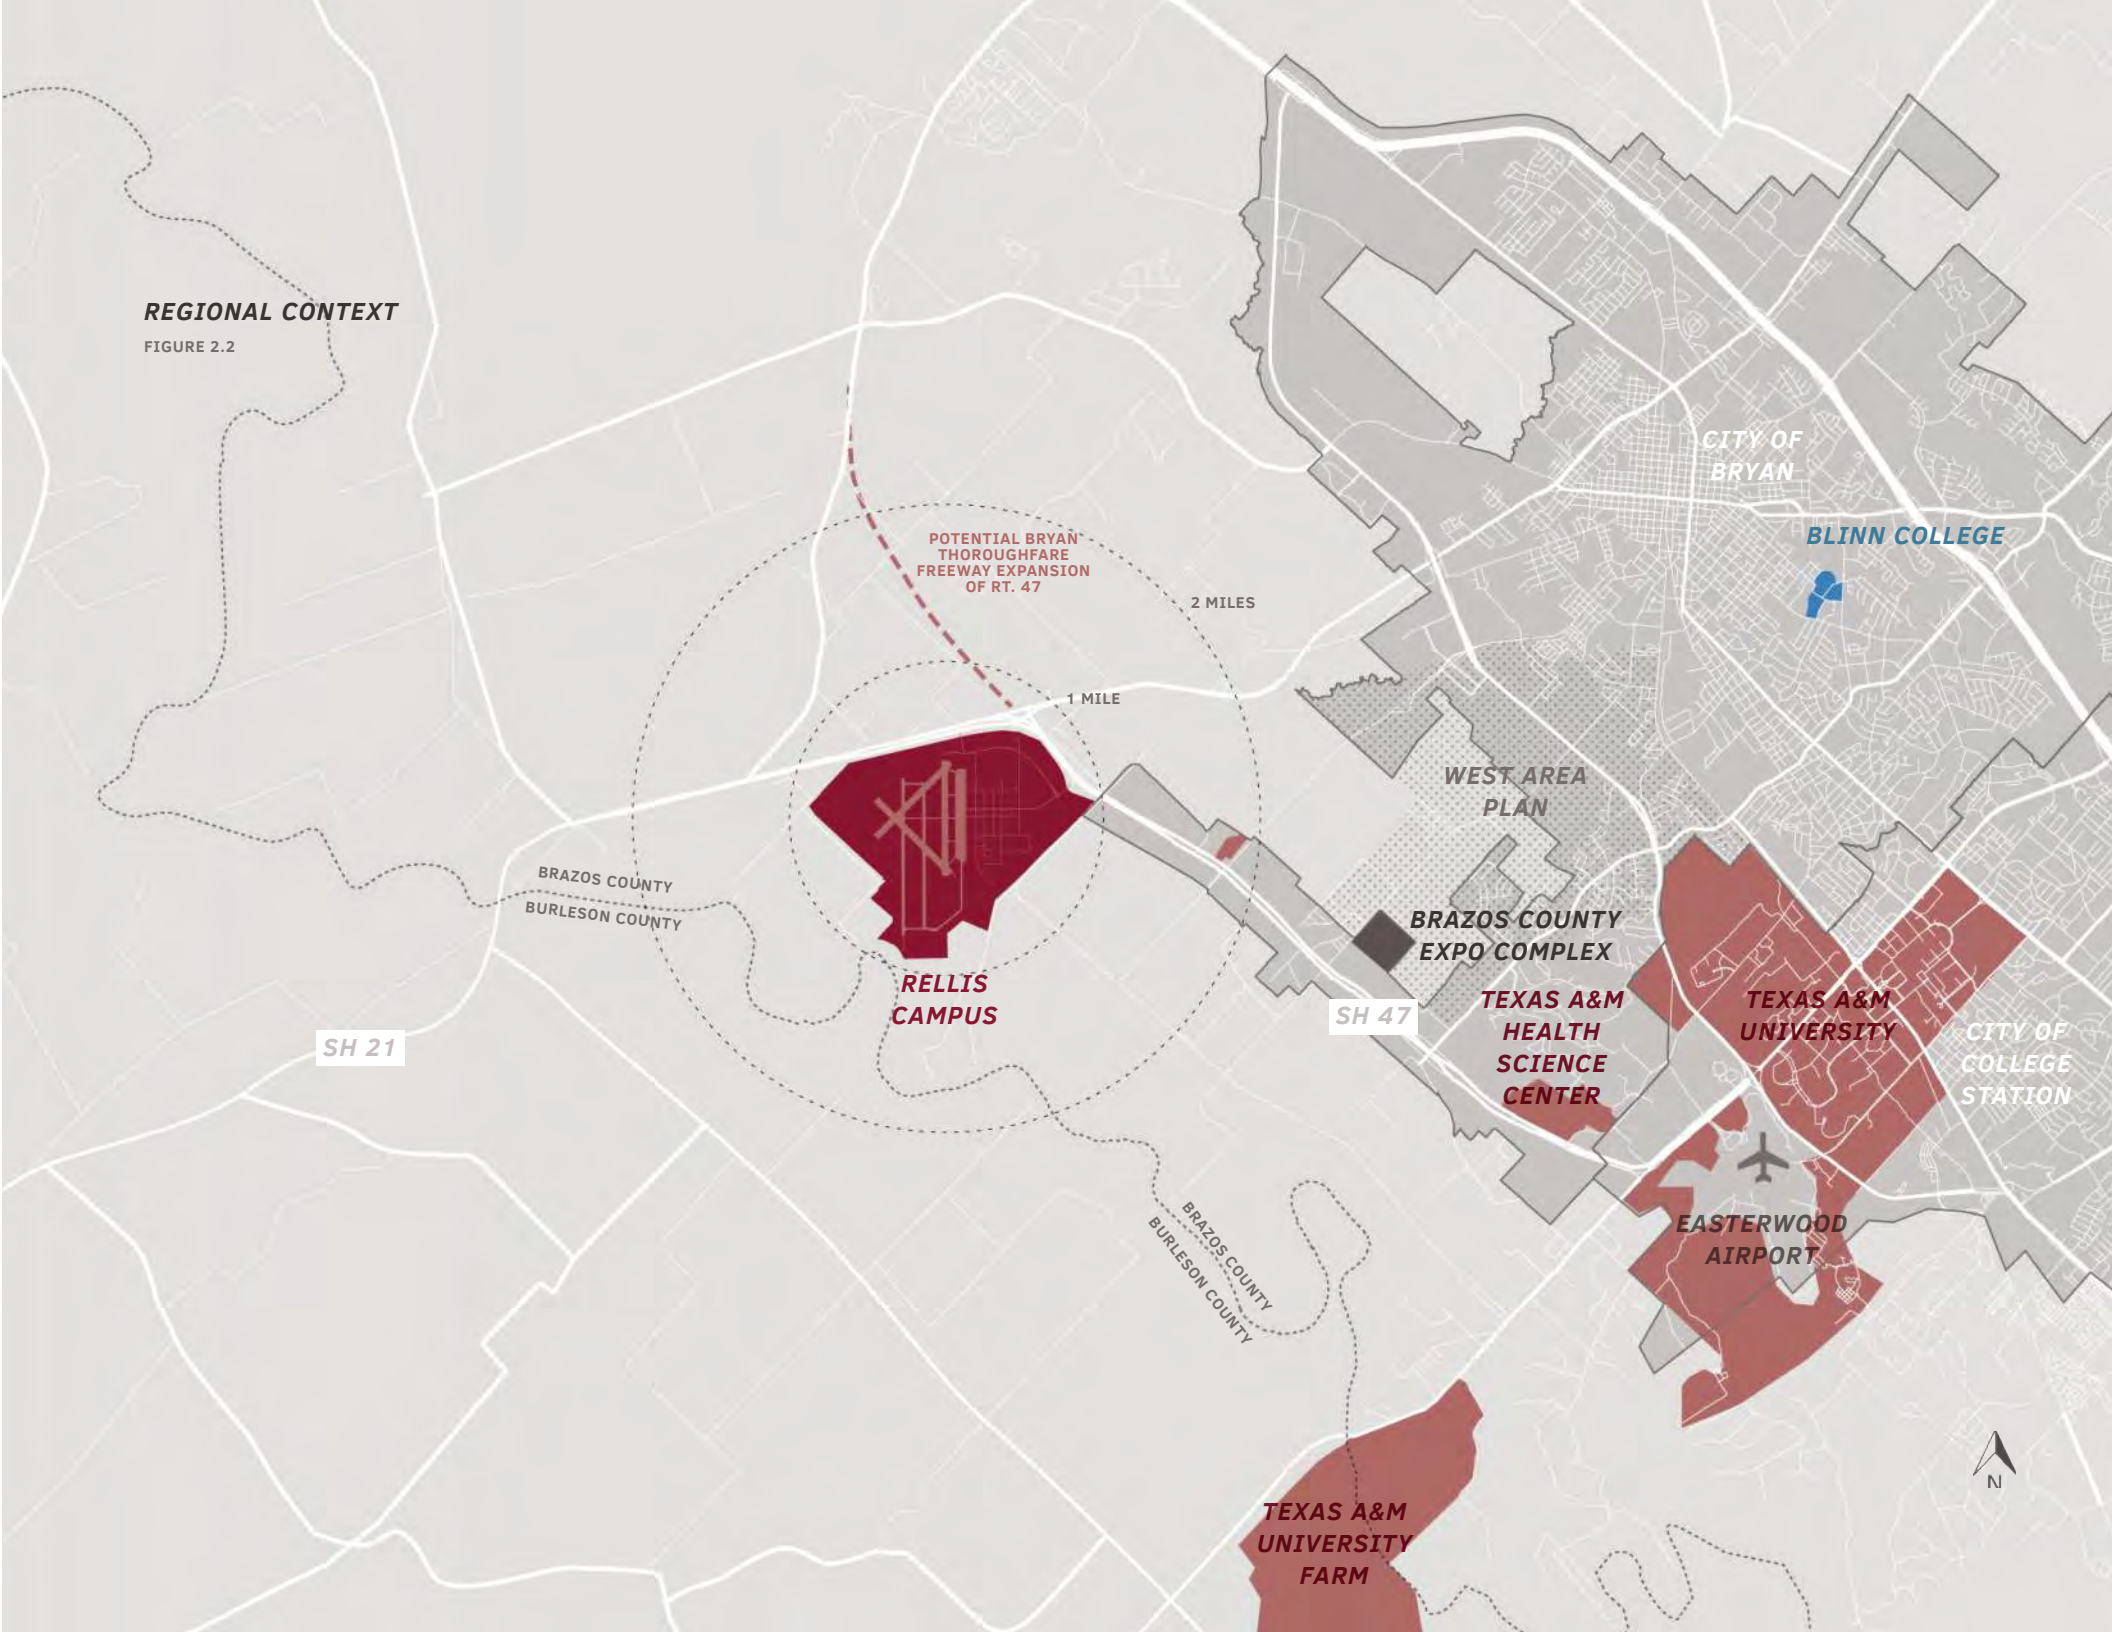 REGIONAL CONTEXT
FIGURE 2.2
CITY OF
BRYAN
BLINN COLLEGE
POTENTIAL BRYAN
THOROUGHFARE
FREEWAY EXPANSION
OF RT. 47
2 MILES
1 MILE
WEST AREA
PLAN
BRAZOS COUNTY
BURLESON COUNTY
BRAZOS COUNTY
EXPO COMPLEX
RELLIS
CAMPUS
SH 47
SH 21
TEXAS A&M
HEALTH
SCIENCE
CENTER
TEXAS A&M
UNIVERSITY
CITY OF
COLLEGE
STATION
EASTERWOOD
AIRPORT
BRAZOS COUNTY
BURLESON COUNTY
N
TEXAS A&M
UNIVERSITY
FARM